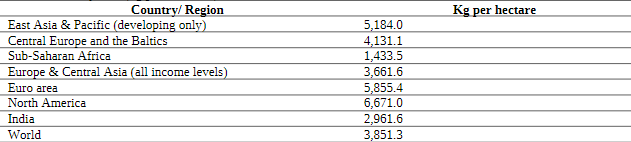 Country/ Region Kg per hectare
East Asia & Pacific (developing only) 5,184.0
Central Europe and the Baltics 4,131.1
Sub-Saharan Africa 1,433.5
Europe & Central Asia (all income levels) 3,661.6
Euro area 5,855.4
North America 6,671.0
India 2,961.6
World 3,851.3